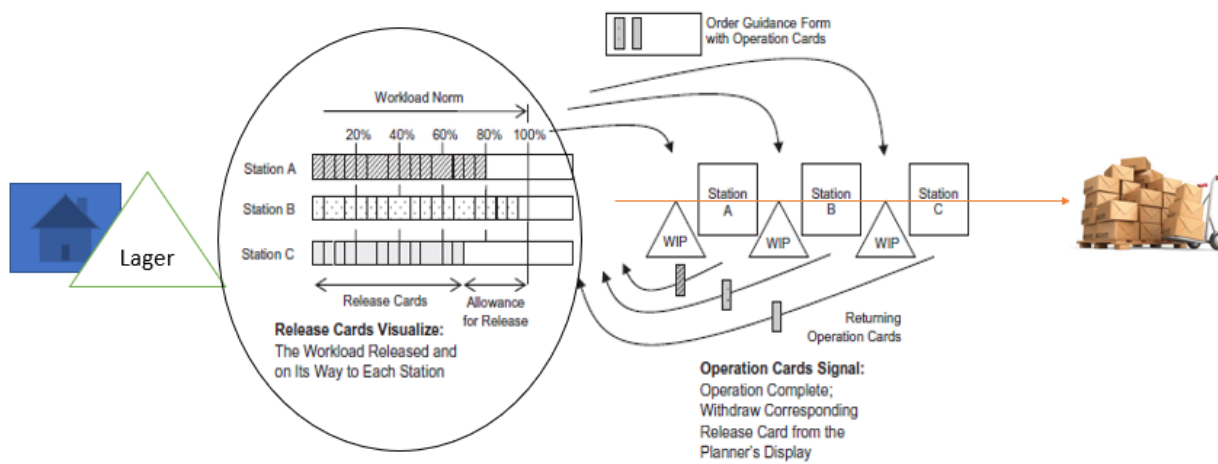 Order Guidance Form
with Operation Cards
Workload Norm
20% 40% 60% 80% 100%
Station A
Station B
Station C
Lager
Release Cards
Allowance
for Release
Release Cards Visualize:
The Workload Released and
on Its Way to Each Station
Station
A
Station
B
Station
C
WIP
WIP
WIP
Returning
Operation Cards
Operation Cards Signal:
Operation Complete;
Withdraw Corresponding
Release Card from the
Planner's Display